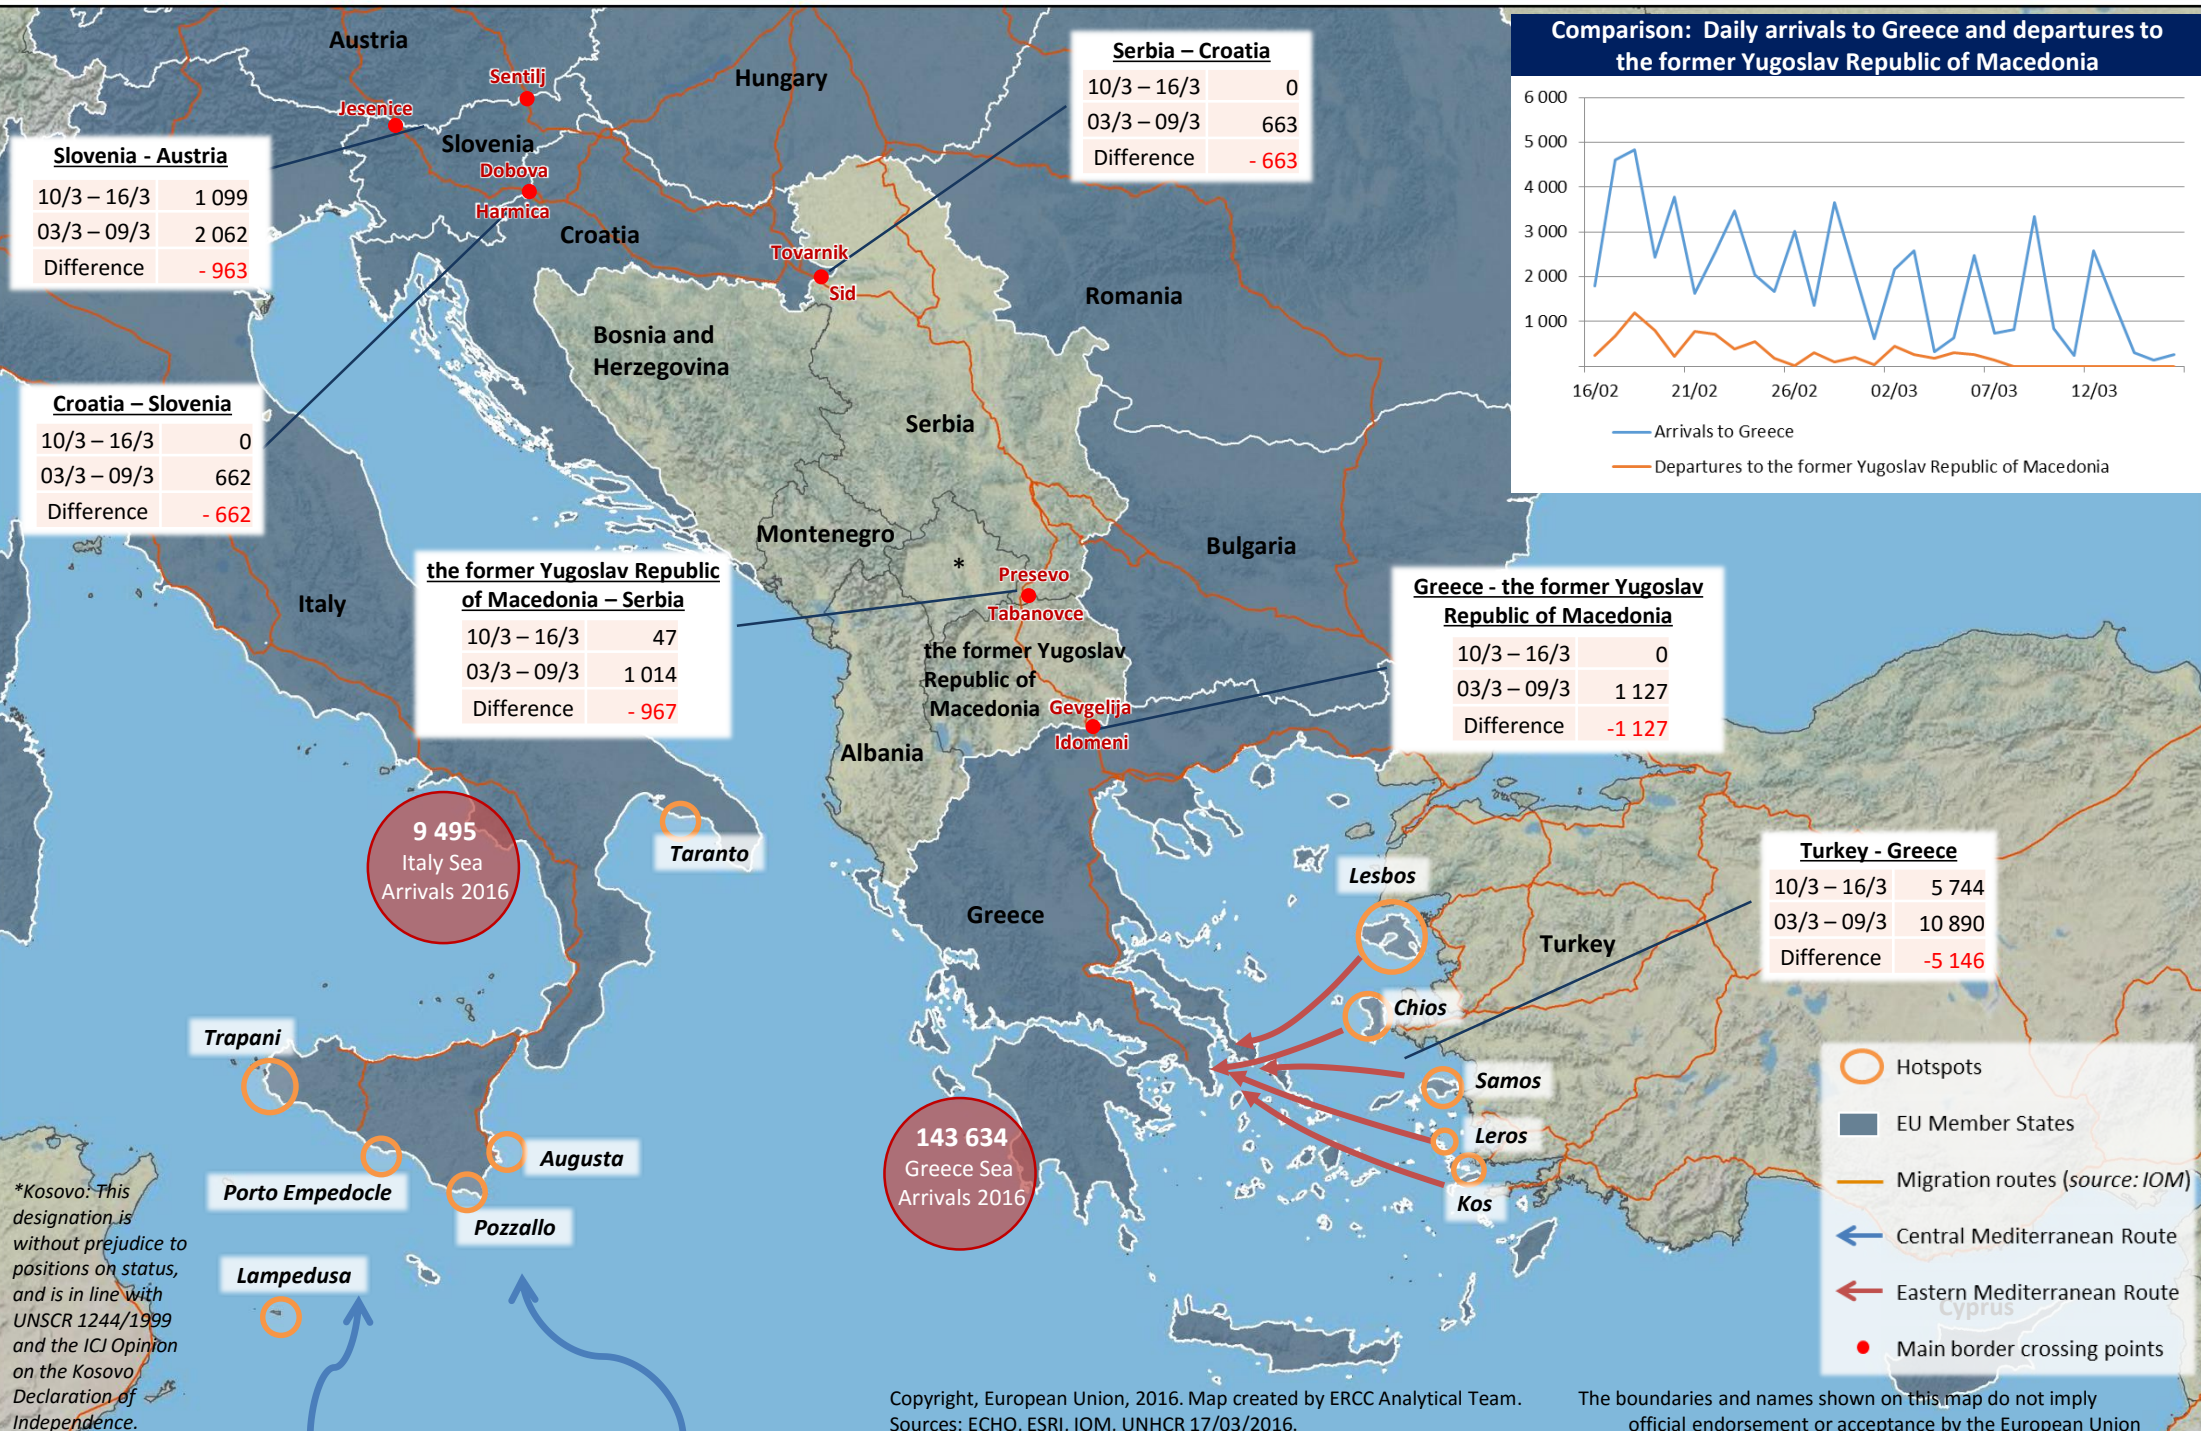 Austria
Sentilj
Hungary
Jesenice
Slovenia
Dobova
Harmica
Croatia
Tovarnik
Sid
Romania
Bosnia and
Herzegovina
Serbia
Montenegro
*
Bulgaria
Presevo
Tabanovce
Italy
the former Yugoslav
Republic of
Macedonia
Gevgelija
Idomeni
Albania
Greece
Turkey
Serbia – Croatia
10/3 – 16/3 0
03/3 – 09/3 663
Difference - 663
Slovenia - Austria
10/3 – 16/3 1 099
03/3 – 09/3 2 062
Difference - 963
Croatia – Slovenia
10/3 – 16/3 0
03/3 – 09/3 662
Difference - 662
the former Yugoslav Republic
of Macedonia – Serbia
10/3 – 16/3 47
03/3 – 09/3 1 014
Difference - 967
Greece - the former Yugoslav
Republic of Macedonia
10/3 – 16/3 0
03/3 – 09/3 1 127
Difference -1 127
Turkey - Greece
10/3 – 16/3 5 744
03/3 – 09/3 10 890
Difference -5 146
Comparison: Daily arrivals to Greece and departures to
the former Yugoslav Republic of Macedonia
6 000
5 000
4 000
3 000
2 000
1 000
16/02 21/02 26/02 02/03 07/03 12/03
Arrivals to Greece
Departures to the former Yugoslav Republic of Macedonia
9 495
Italy Sea
Arrivals 2016
Taranto
Lesbos
Chios
Samos
Leros
Kos
143 634
Greece Sea
Arrivals 2016
Trapani
Augusta
Porto Empedocle
Pozzallo
Lampedusa
Hotspots
EU Member States
Migration routes (source: IOM)
Central Mediterranean Route
Eastern Mediterranean Route
Cyprus
Main border crossing points
*Kosovo: This
designation is
without prejudice to
positions on status,
and is in line with
UNSCR 1244/1999
and the ICJ Opinion
on the Kosovo
Declaration of
Independence.
Copyright, European Union, 2016. Map created by ERCC Analytical Team.
Sources: ECHO, ESRI, IOM, UNHCR 17/03/2016.
The boundaries and names shown on this map do not imply
official endorsement or acceptance by the European Union